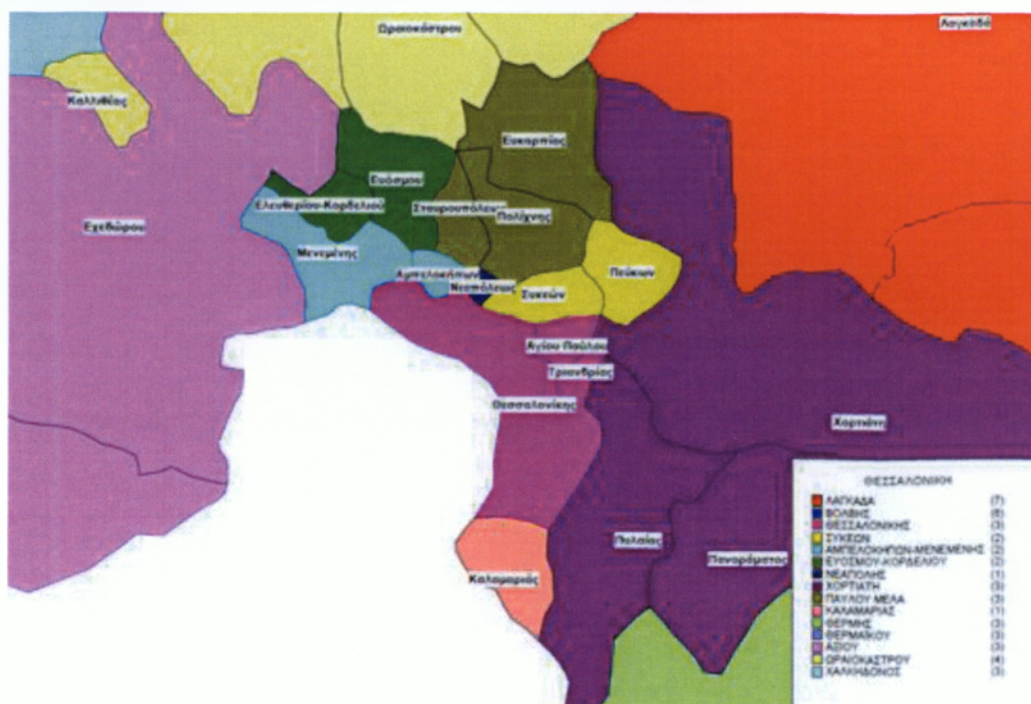 Ωραιοκάστρου
Λαγκαδά
Καλλιθέας
Ευκαρπίας
Ευόσμου
Ελευθερίου-Κορδελιού
Σταυρουπόλεως
Πολίχνης
Εχεδώρου
Μενεμένης
Αμπελοκήπων
Πεύκων
Νεαπόλεως
Συκεών
Αγίου Παύλου
Τριανδρίας
Θεσσαλονίκης
Χορτιάτη
Πυλαίας
Πανοράματος
Καλαμαριάς
ΘΕΣΣΑΛΟΝΙΚΗ
ΛΑΓΚΑΔΑ (7)
ΒΟΛΒΗΣ (6)
ΘΕΣΣΑΛΟΝΙΚΗΣ (3)
ΣΥΚΕΩΝ (2)
ΑΜΠΕΛΟΚΗΠΩΝ-ΜΕΝΕΜΕΝΗΣ (2)
ΕΥΟΣΜΟΥ-ΚΟΡΔΕΛΙΟΥ (2)
ΝΕΑΠΟΛΗΣ (1)
ΧΟΡΤΙΑΤΗ (3)
ΠΑΥΛΟΥ ΜΕΛΑ (3)
ΚΑΛΑΜΑΡΙΑΣ (1)
ΘΕΡΜΗΣ (3)
ΘΕΡΜΑΪΚΟΥ (3)
ΑΞΙΟΥ (3)
ΩΡΑΙΟΚΑΣΤΡΟΥ (4)
ΧΑΛΚΗΔΟΝΟΣ (3)